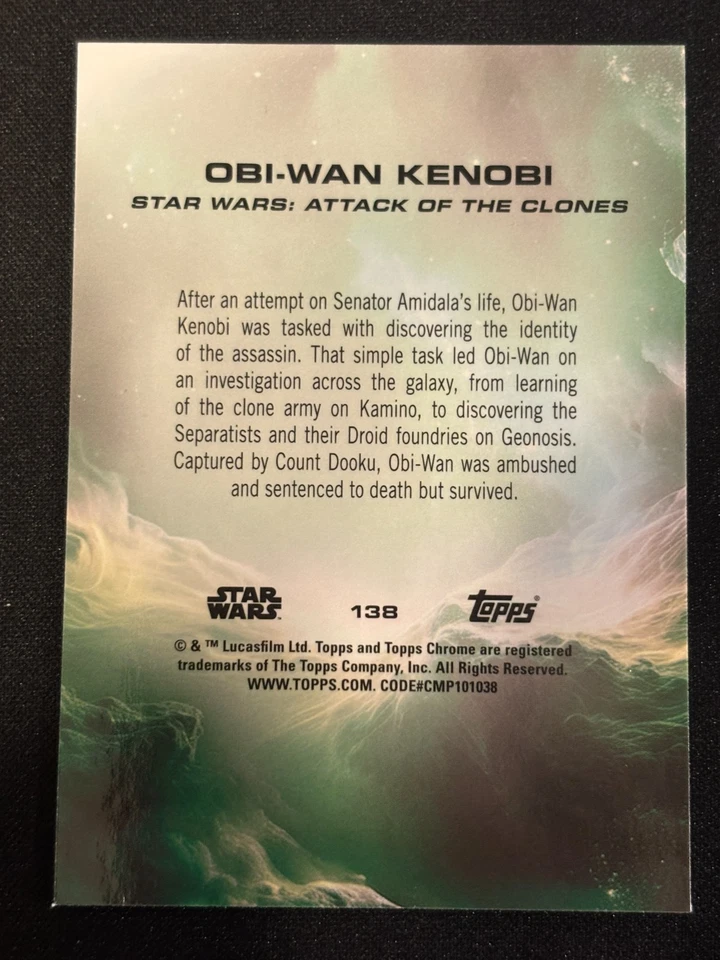 OBI-WAN KENOBI
STAR WARS: ATTACK OF THE CLONES
After an attempt on Senator Amidala's life, Obi-Wan
Kenobi was tasked with discovering the identity
of the assassin. That simple task led Obi-Wan on
an investigation across the galaxy, from learning
of the clone army on Kamino, to discovering the
Separatists and their Droid foundries on Geonosis.
Captured by Count Dooku, Obi-Wan was ambushed
and sentenced to death but survived.
STAR
WARS™ 138 Topps®
© & ™ Lucasfilm Ltd. Topps and Topps Chrome are registered
trademarks of The Topps Company, Inc. All Rights Reserved.
WWW.TOPPS.COM. CODE#CMP101038